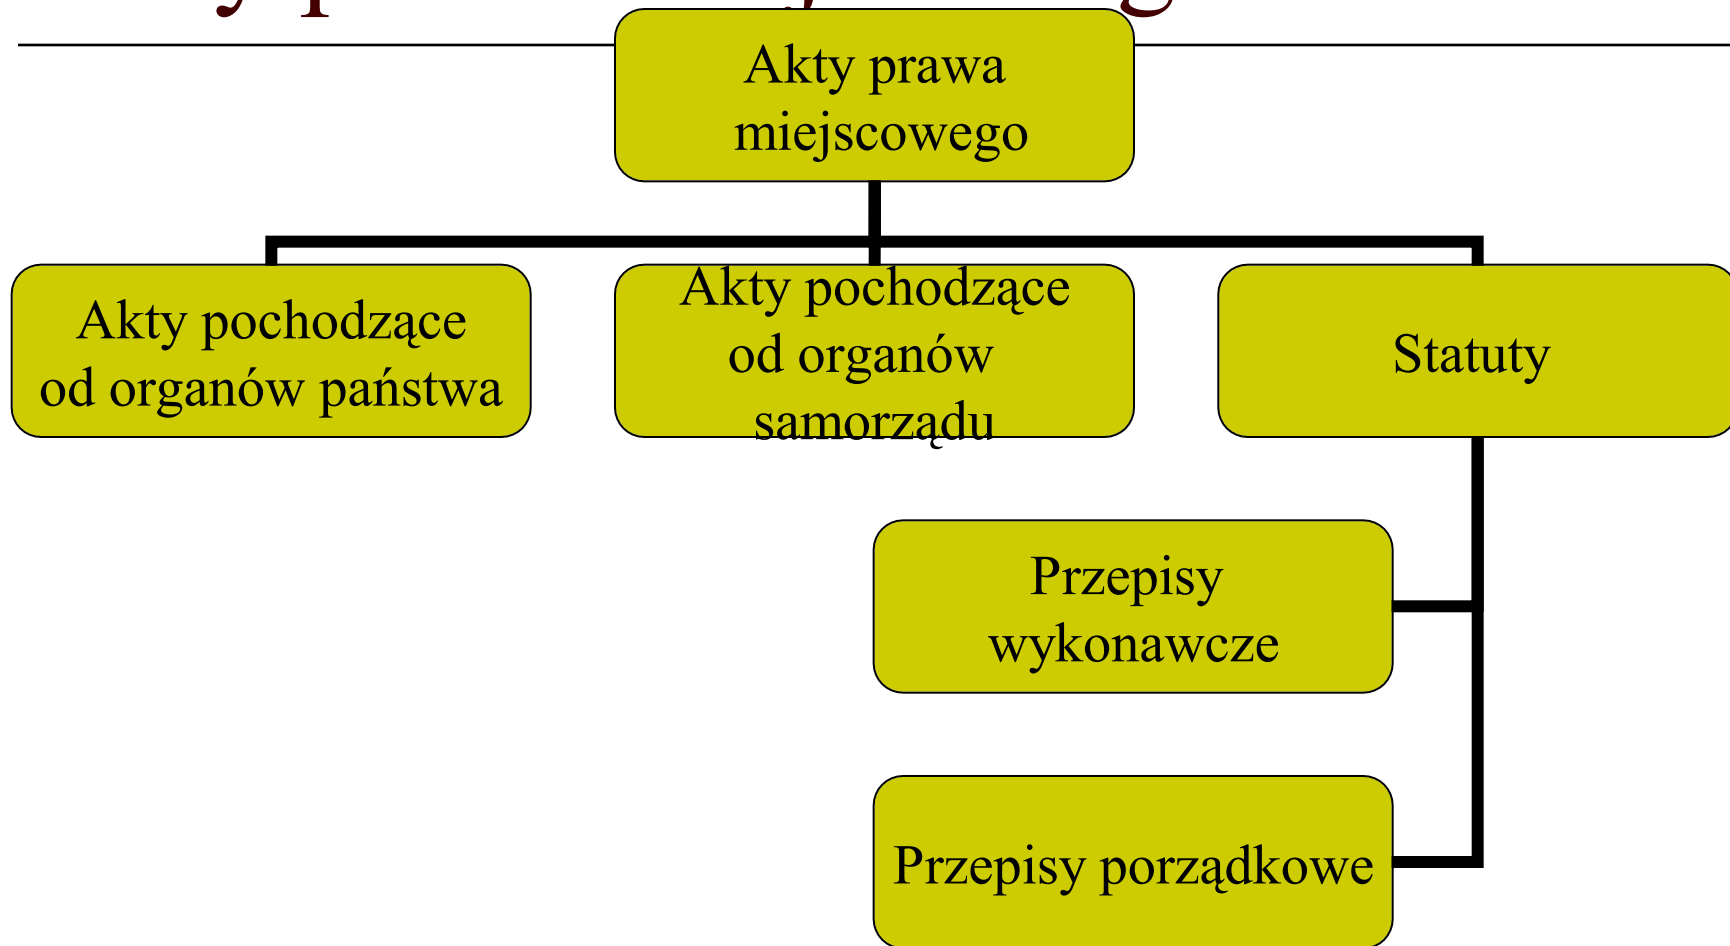 Akty prawa
miejscowego
Akty pochodzące
od organów państwa
Akty pochodzące
od organów
samorządu
Statuty
Przepisy
wykonawcze
Przepisy porządkowe